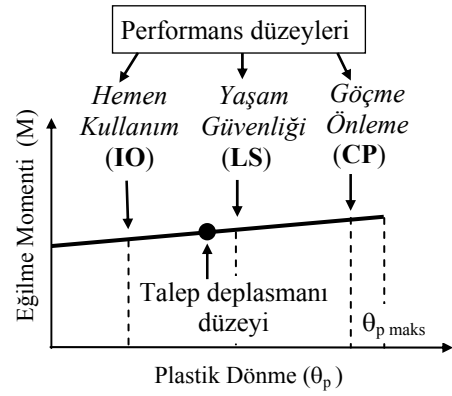 Performans düzeyleri
Hemen
Kullanım
(IO)
Yaşam
Güvenliği
(LS)
Göçme
Önleme
(CP)
Eğilme Momenti (M)
Talep deplasmanı
düzeyi
θp maks
Plastik Dönme (θp)